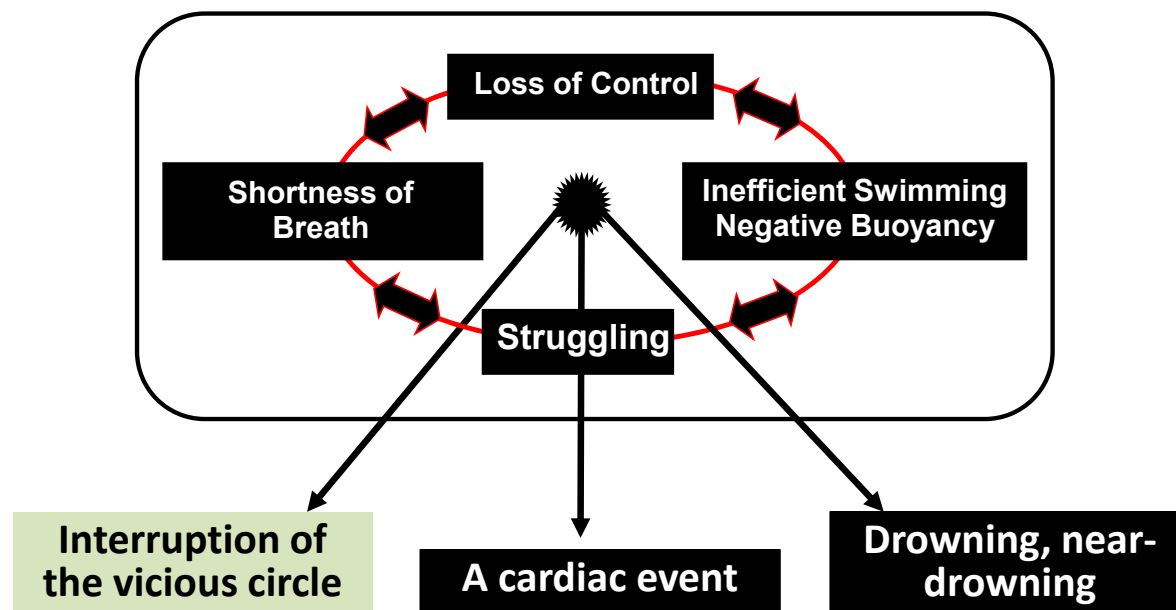 Loss of Control
Shortness of
Breath
Inefficient Swimming
Negative Buoyancy
Struggling
Interruption of
the vicious circle
A cardiac event
Drowning, near-
drowning